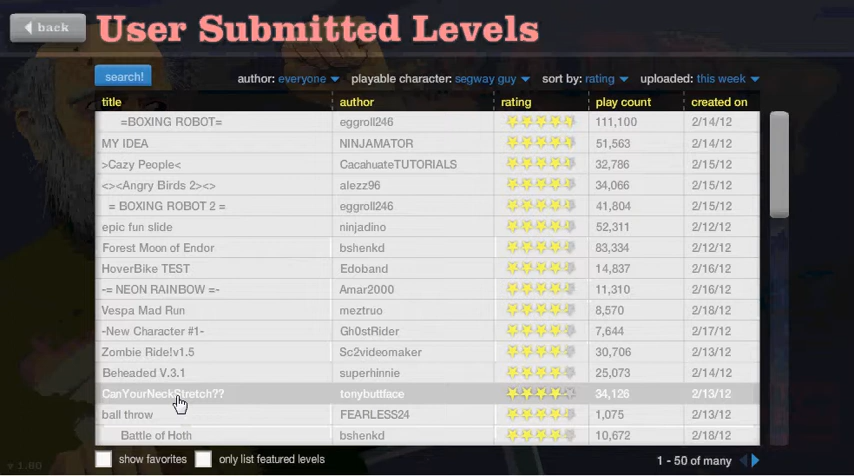 back User Submitted Levels
search! author: everyone playable character: segway guy sort by: rating uploaded: this week
title author rating play count created on
=BOXING ROBOT= eggroll246 111,100 2/14/12
MY IDEA NINJAMATOR 51,563 2/14/12
>Cazy People< CacahuateTUTORIALS 32,786 2/15/12
<><Angry Birds 2><> alezz96 34,066 2/15/12
= BOXING ROBOT 2 = eggroll246 41,804 2/15/12
epic fun slide ninjadino 52,311 2/12/12
Forest Moon of Endor bshenkd 83,334 2/12/12
HoverBike TEST Edoband 14,837 2/16/12
-= NEON RAINBOW =- Amar2000 11,310 2/16/12
Vespa Mad Run meztruo 8,570 2/18/12
-New Character #1- Gh0stRider 7,644 2/17/12
Zombie Ride!v1.5 Sc2videomaker 30,706 2/13/12
Beheaded V.3.1 superhinnie 25,073 2/14/12
CanYourNeckStretch?? tonybuttface 34,126 2/13/12
ball throw FEARLESS24 1,075 2/13/12
Battle of Hoth bshenkd 10,672 2/18/12
show favorites only list featured levels 1 - 50 of many
v 1.60